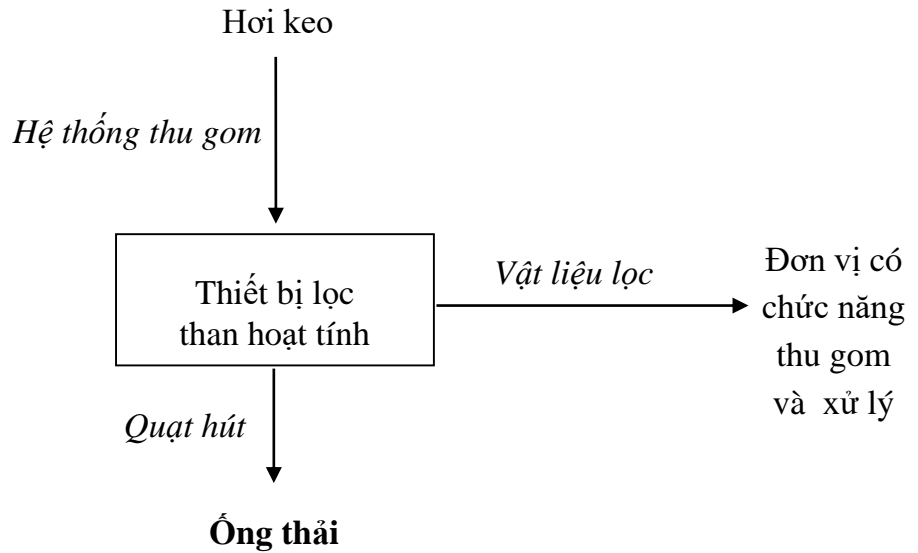 Hơi keo
Hệ thống thu gom
Thiết bị lọc
than hoạt tính
Vật liệu lọc
Đơn vị có
chức năng
thu gom
và xử lý
Quạt hút
Ống thải